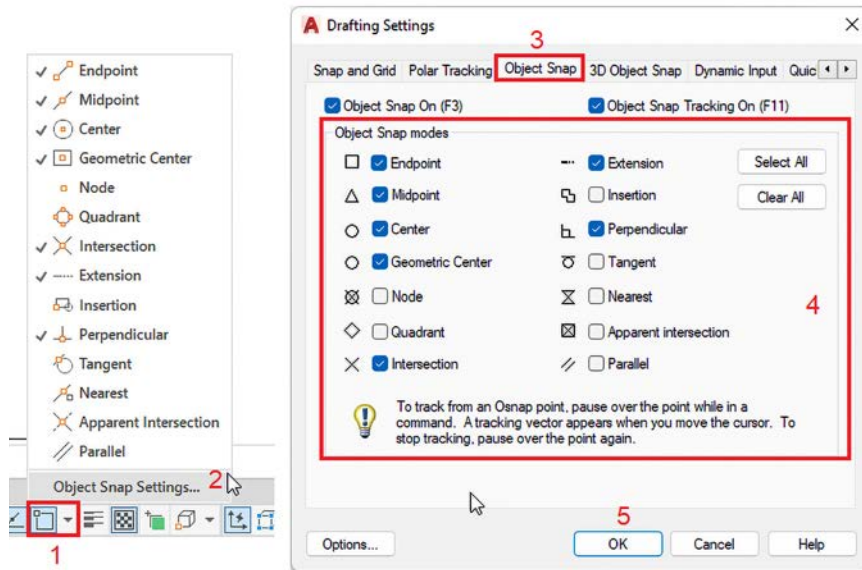 Endpoint
Midpoint
Center
Geometric Center
Node
Quadrant
Intersection
Extension
Insertion
Perpendicular
Tangent
Nearest
Apparent Intersection
Parallel
Object Snap Settings... 2
1
A Drafting Settings
3
Snap and Grid Polar Tracking Object Snap 3D Object Snap Dynamic Input Quic
Object Snap On (F3) Object Snap Tracking On (F11)
Object Snap modes
Endpoint Extension Select All
Midpoint Insertion Clear All
Center Perpendicular
Geometric Center Tangent
Node Nearest
4
Quadrant Apparent intersection
Intersection Parallel
To track from an Osnap point, pause over the point while in a
command. A tracking vector appears when you move the cursor. To
stop tracking, pause over the point again.
5
Options... OK Cancel Help